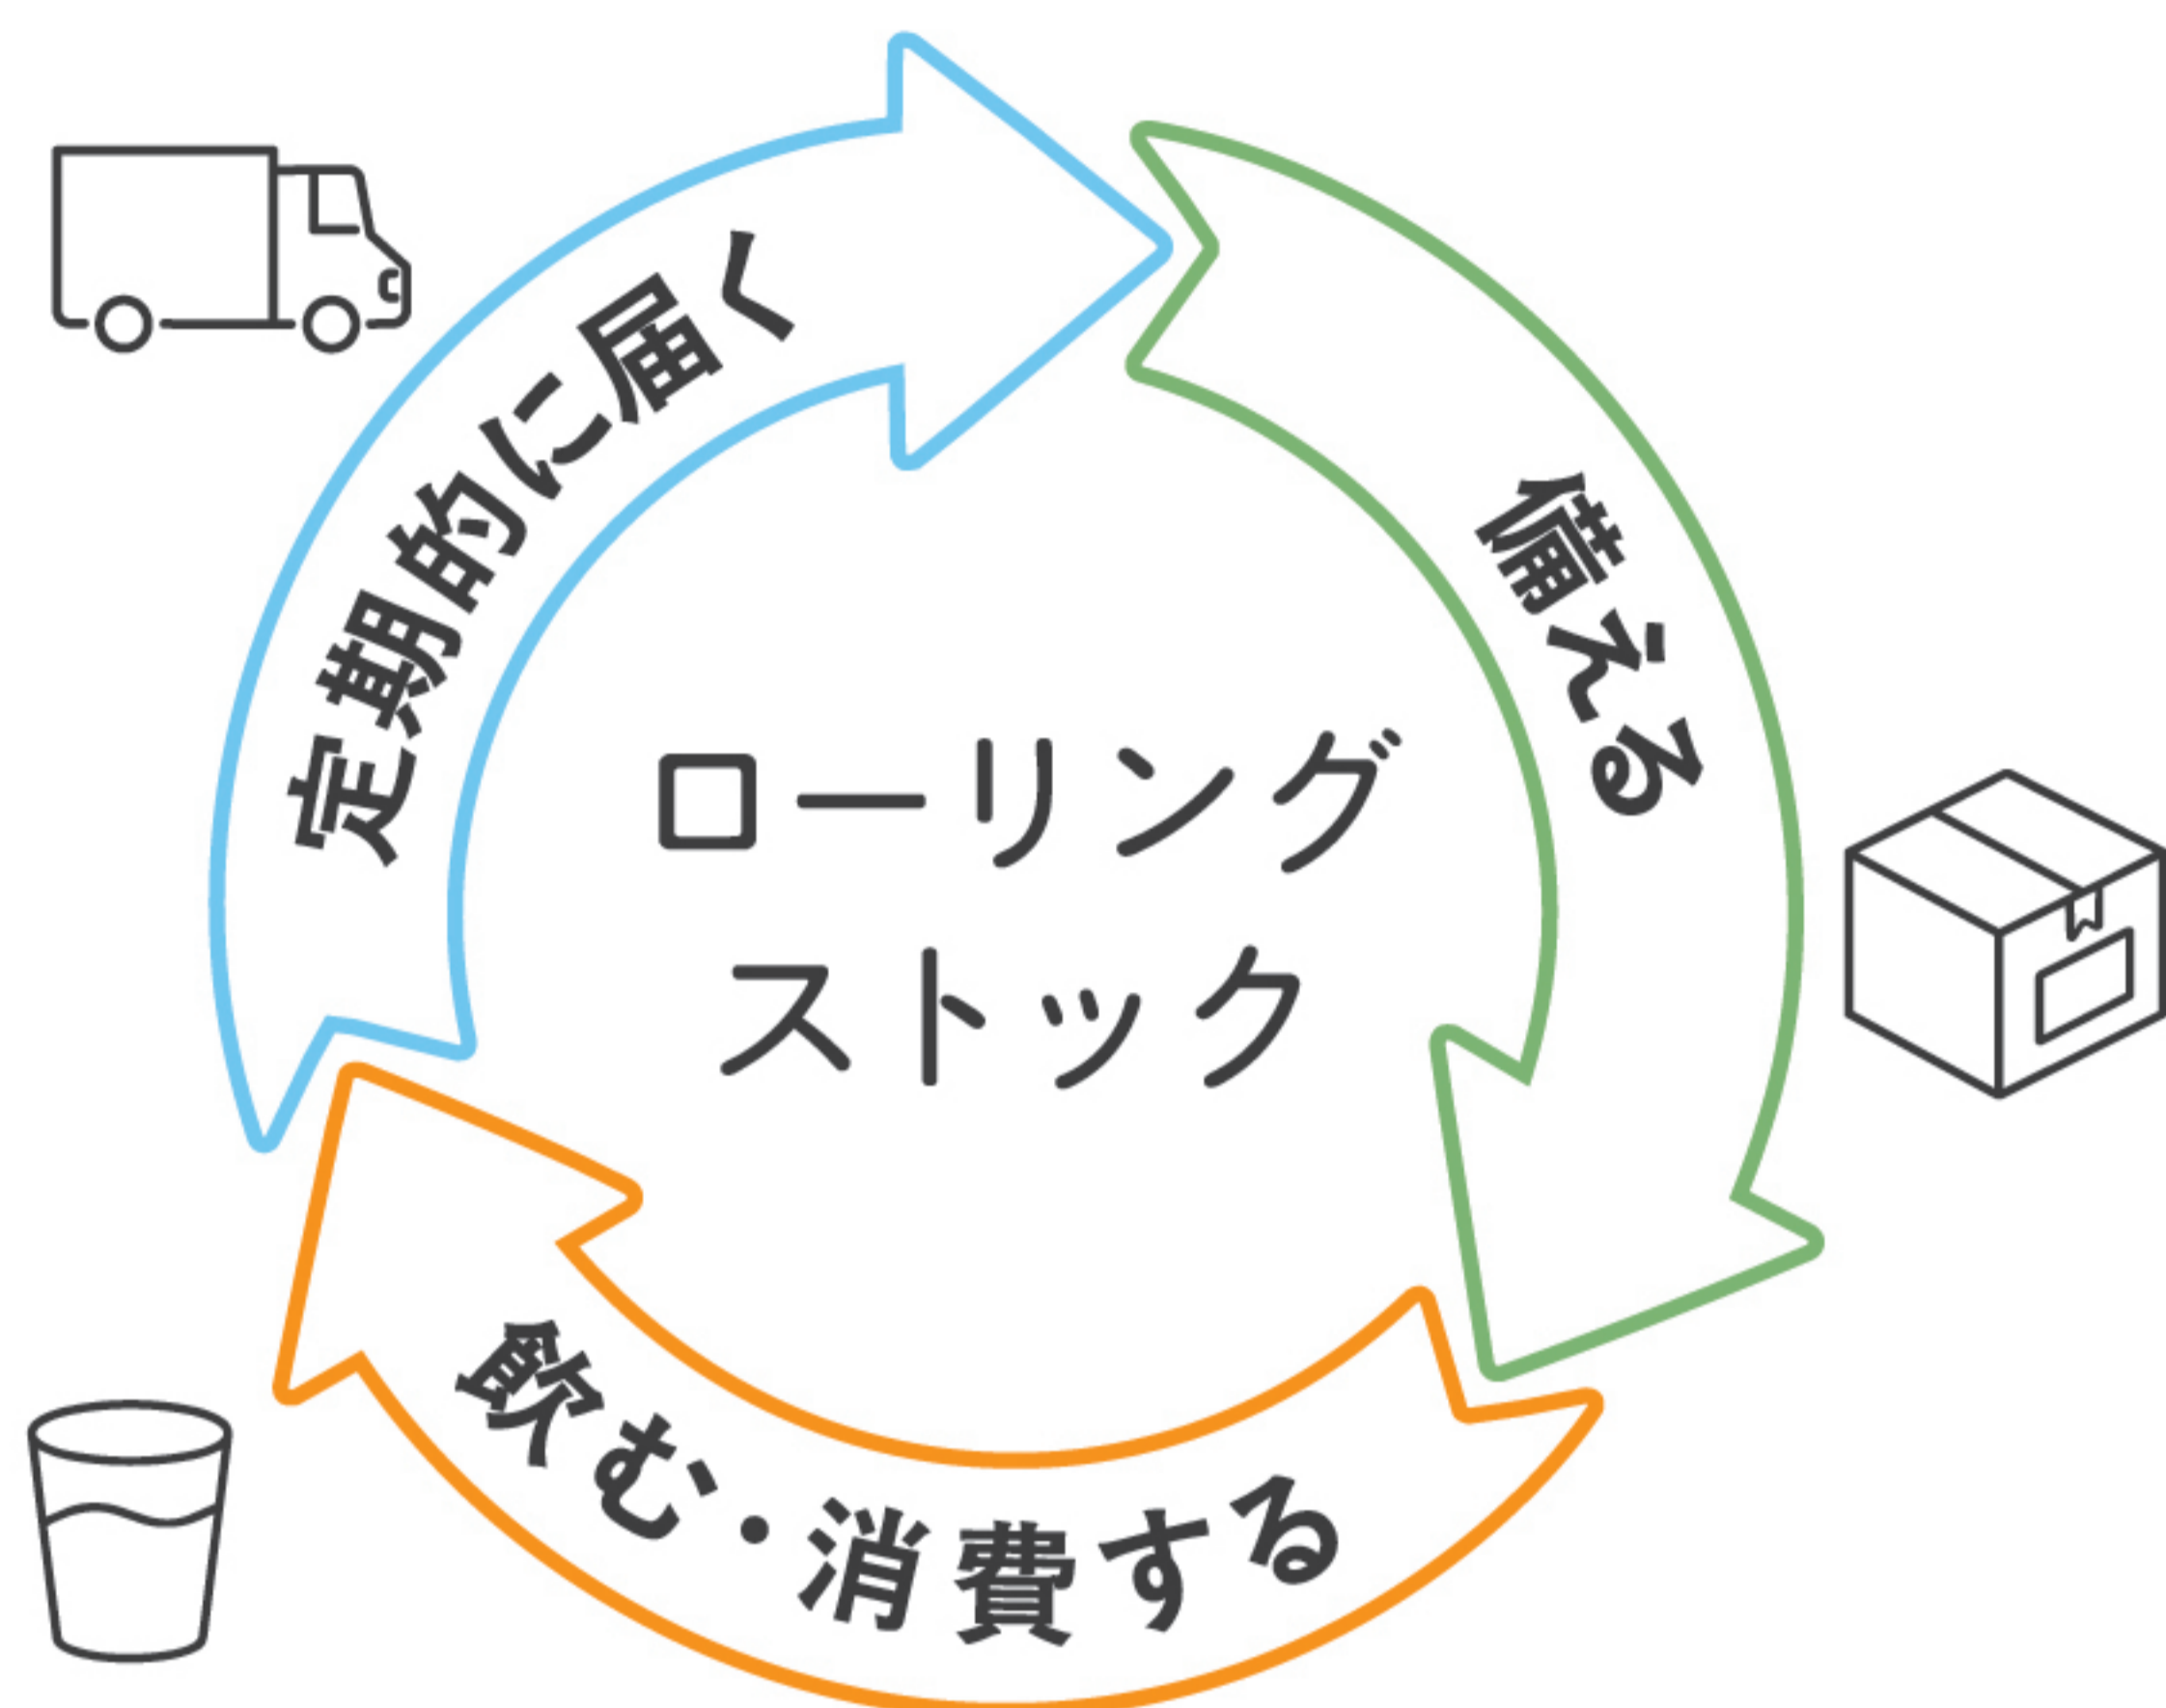 定期的に届く
備える
ローリング
ストック
飲む・消費する